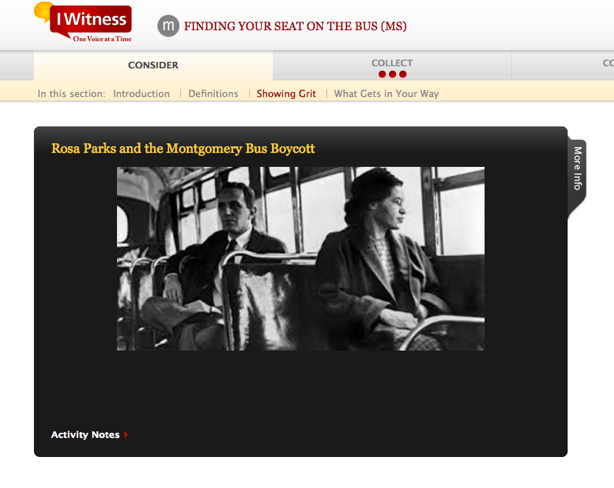 IWitness
One Voice at a Time
m FINDING YOUR SEAT ON THE BUS (MS)
CONSIDER
COLLECT
CO
In this section: Introduction | Definitions | Showing Grit | What Gets in Your Way
Rosa Parks and the Montgomery Bus Boycott
More Info
Activity Notes